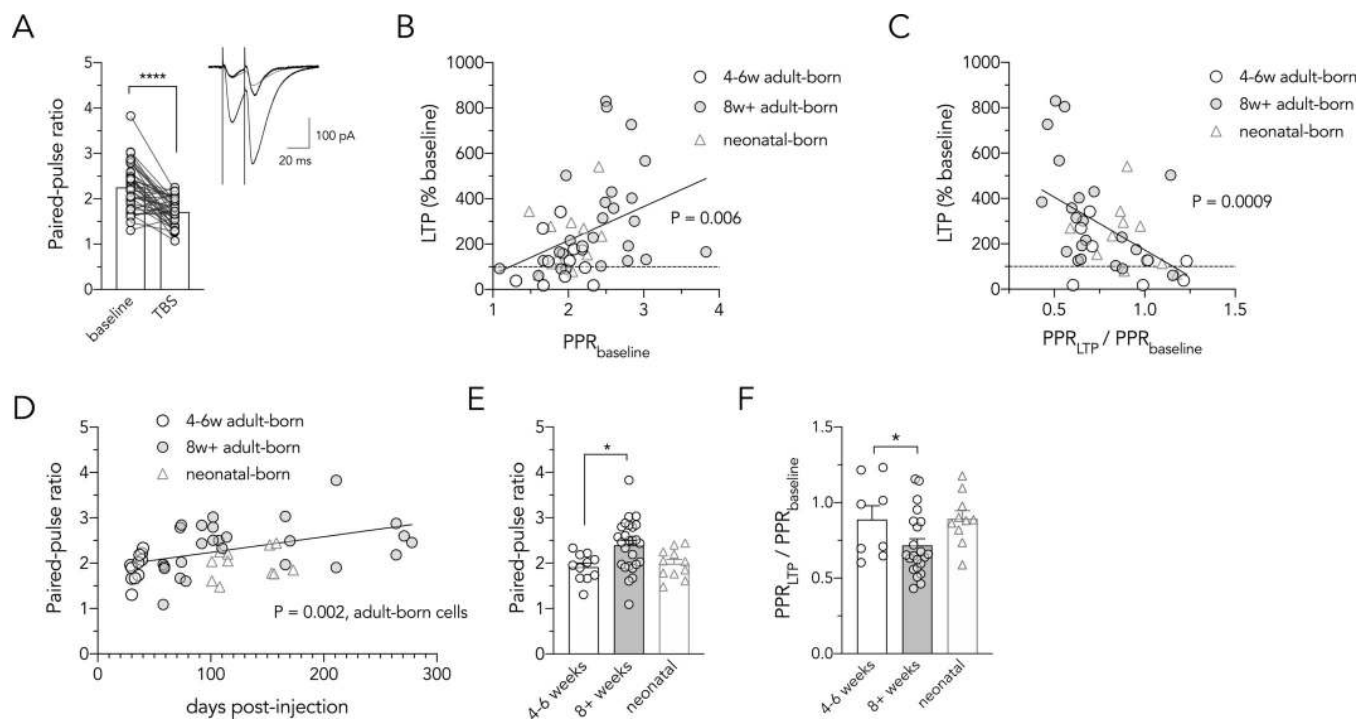 A
Paired-pulse ratio
5
4
3
2
1
0
****
baseline
TBS
100 pA
20 ms
B
LTP (% baseline)
1000
800
600
400
200
0
4-6w adult-born
8w+ adult-born
neonatal-born
P = 0.006
1
2
3
4
PPRbaseline
C
LTP (% baseline)
1000
800
600
400
200
0
4-6w adult-born
8w+ adult-born
neonatal-born
P = 0.0009
0.5
1.0
1.5
PPRLTP / PPRbaseline
D
Paired-pulse ratio
5
4
3
2
1
0
4-6w adult-born
8w+ adult-born
neonatal-born
P = 0.002, adult-born cells
0
100
200
300
days post-injection
E
Paired-pulse ratio
5
4
3
2
1
0
*
4-6 weeks
8+ weeks
neonatal
F
PPRLTP / PPRbaseline
1.5
1.0
0.5
0.0
*
4-6 weeks
8+ weeks
neonatal